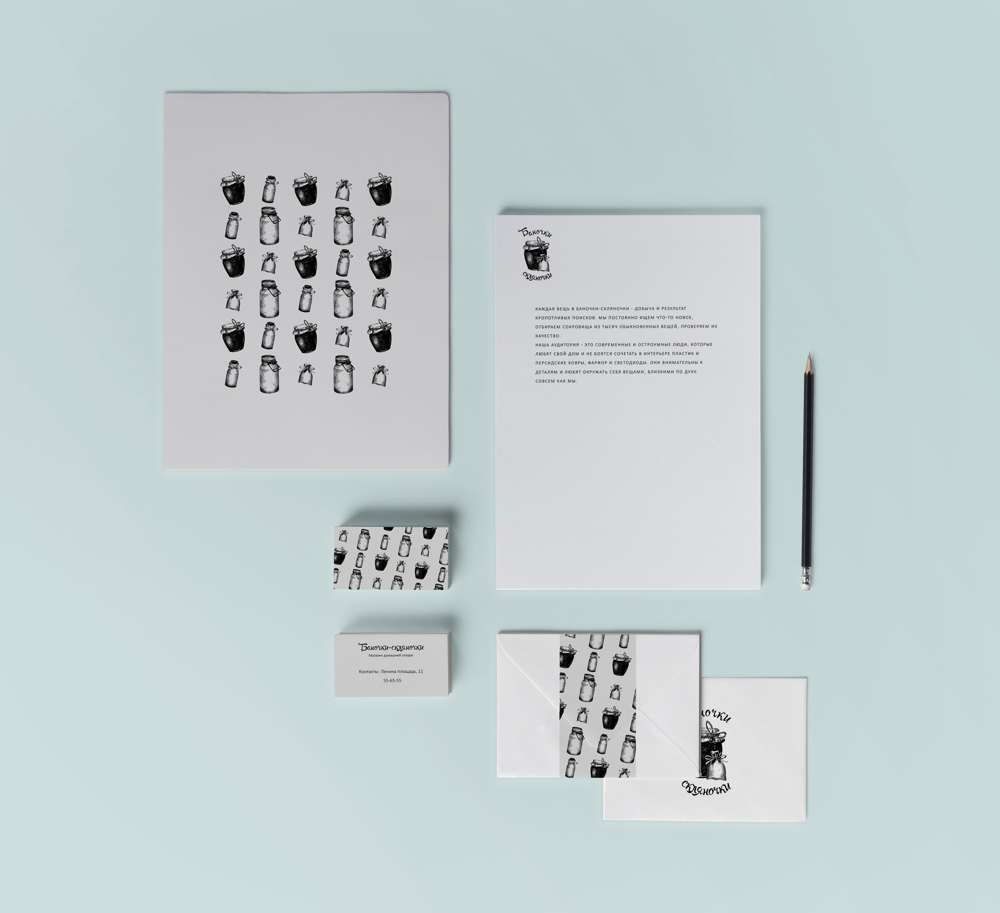 Баночки
скляночки
КАЖДАЯ ВЕЩЬ В БАНОЧКИ-СКЛЯНОЧКИ - ДОБЫЧА И РЕЗУЛЬТАТ
КРОПОТЛИВЫХ ПОИСКОВ. МЫ ПОСТОЯННО ИЩЕМ ЧТО-ТО НОВОЕ,
ОТБИРАЕМ СОКРОВИЩА ИЗ ТЫСЯЧ ОБЫКНОВЕННЫХ ВЕЩЕЙ, ПРОВЕРЯЕМ ИХ
КАЧЕСТВО.
НАША АУДИТОРИЯ - ЭТО СОВРЕМЕННЫЕ И ОСТРОУМНЫЕ ЛЮДИ, КОТОРЫЕ
ЛЮБЯТ СВОЙ ДОМ И НЕ БОЯТСЯ СОЧЕТАТЬ В ИНТЕРЬЕРЕ ПЛАСТИК И
ПЕРСИДСКИЕ КОВРЫ, ФАРФОР И СВЕТОДИОДЫ. ОНИ ВНИМАТЕЛЬНЫ К
ДЕТАЛЯМ И ЛЮБЯТ ОКРУЖАТЬ СЕБЯ ВЕЩАМИ, БЛИЗКИМИ ПО ДУХУ.
СОВСЕМ КАК МЫ.
Баночки-скляночки
Магазин домашней утвари
Контакты: Ленина площадь, 11
55-65-55
ночки
скляночки